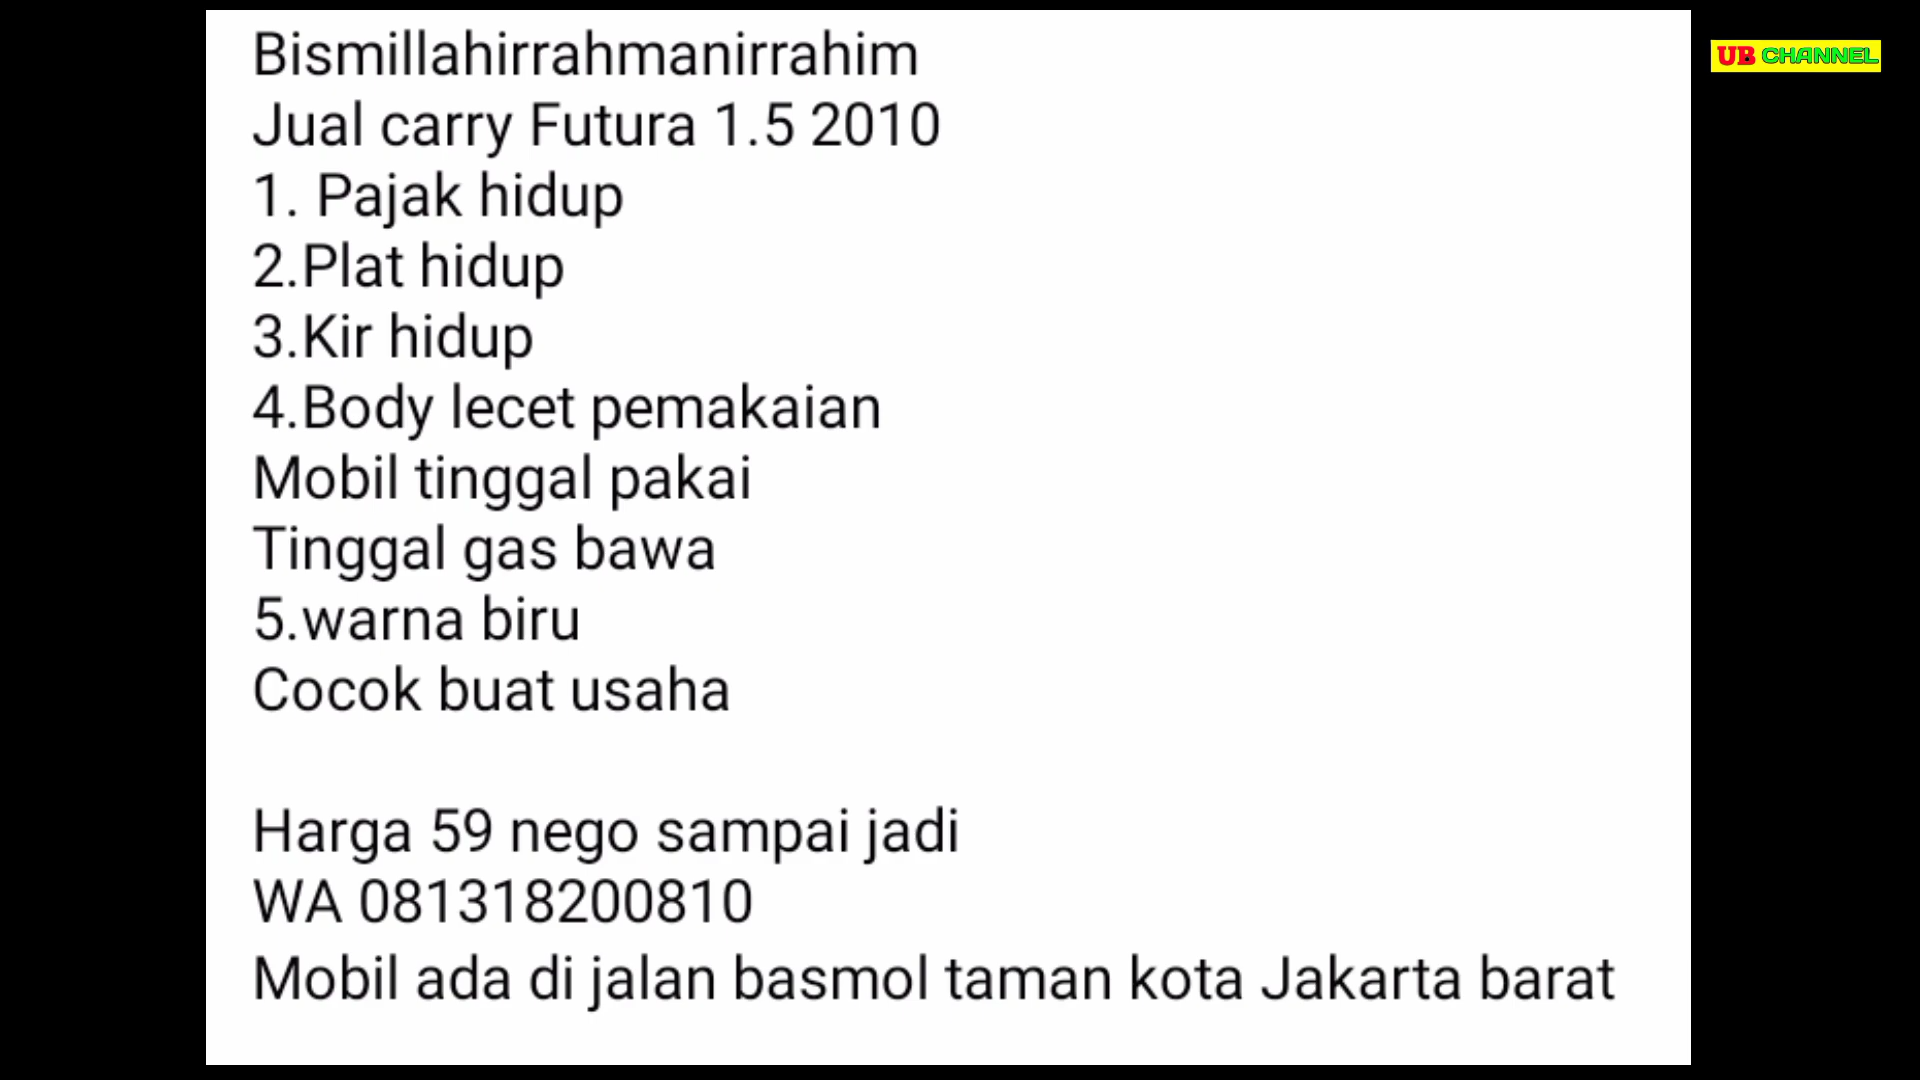 Bismillahirrahmanirrahim
Jual carry Futura 1.5 2010
1. Pajak hidup
2.Plat hidup
3.Kir hidup
4.Body lecet pemakaian
Mobil tinggal pakai
Tinggal gas bawa
5.warna biru
Cocok buat usaha
Harga 59 nego sampai jadi
WA 081318200810
Mobil ada di jalan basmol taman kota Jakarta barat
UB CHANNEL